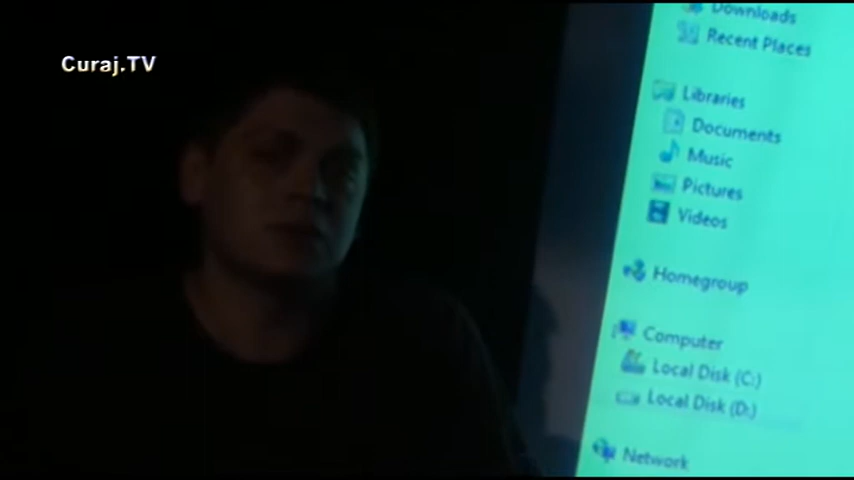 Curaj.TV
Downloads
Recent Places
Libraries
Documents
Music
Pictures
Videos
Homegroup
Computer
Local Disk (C:)
Local Disk (D:)
Network